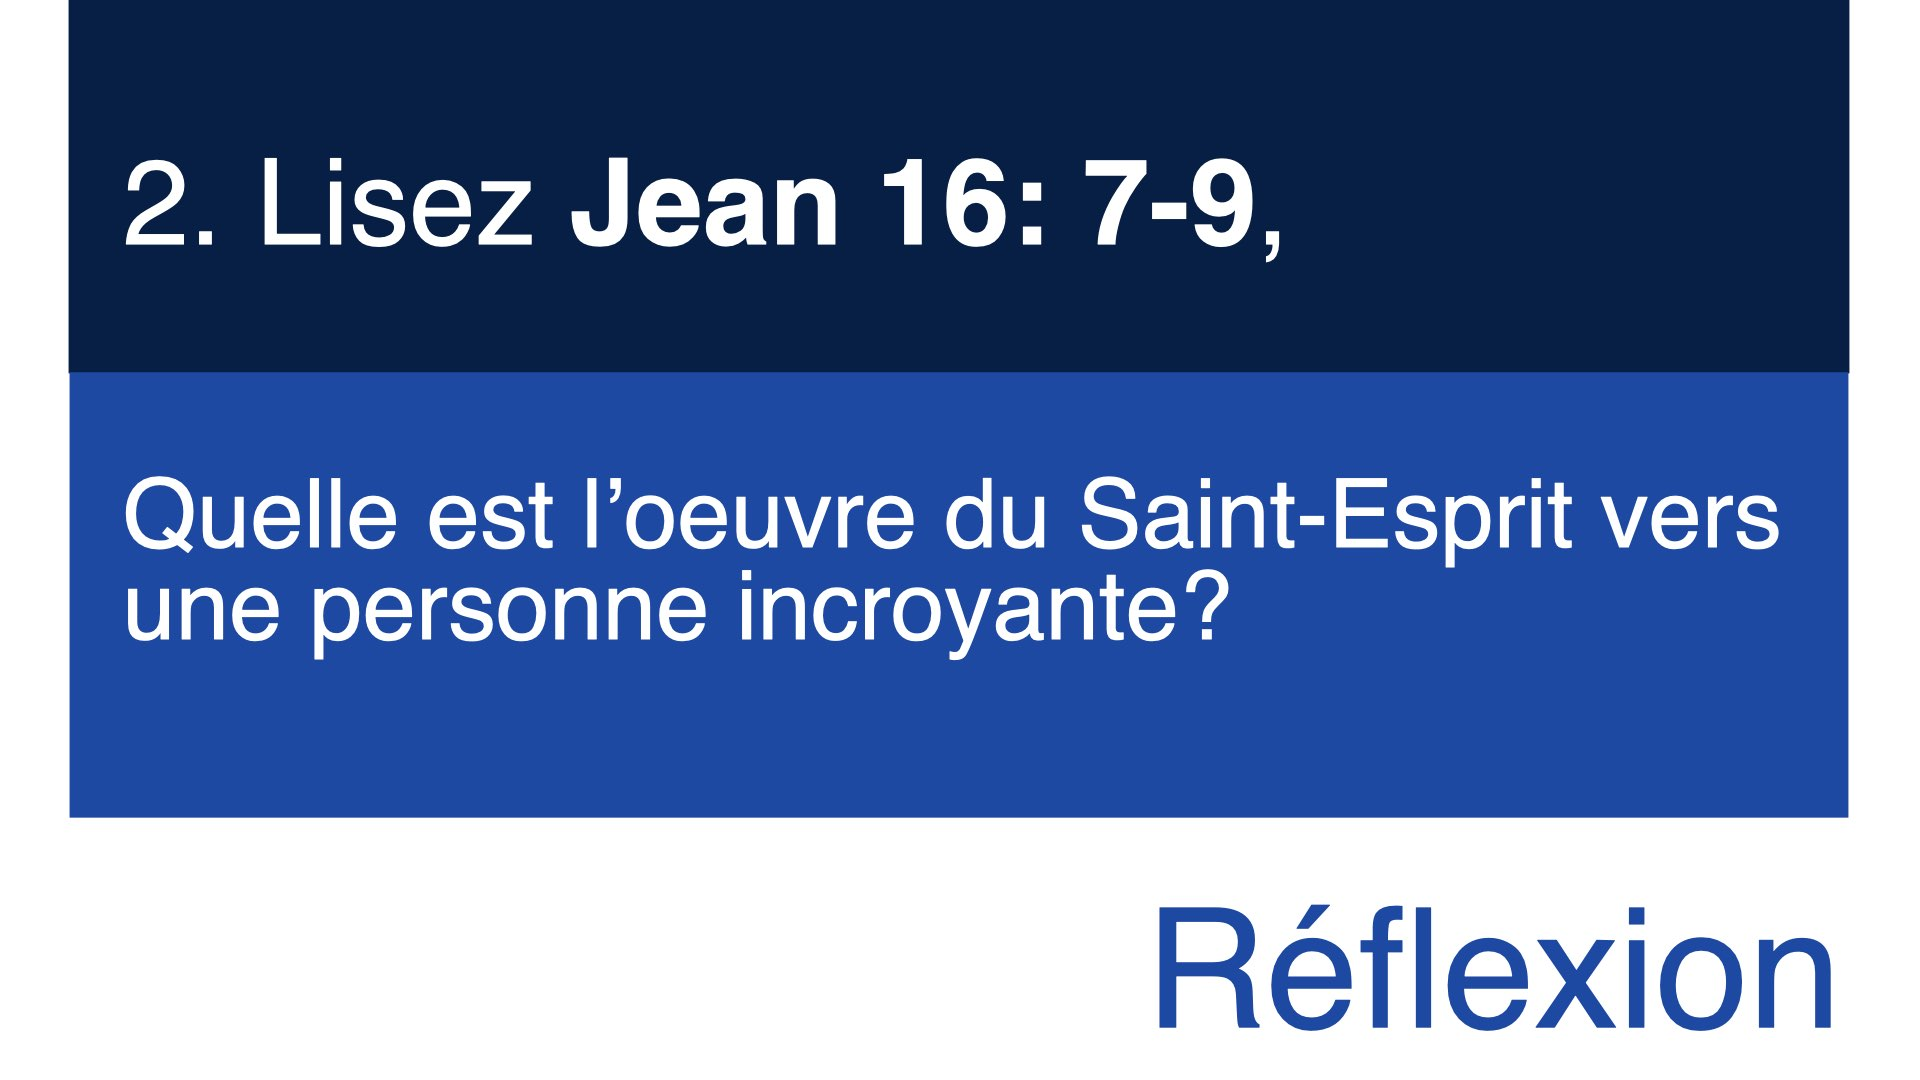 2. Lisez Jean 16: 7-9,
Quelle est l’oeuvre du Saint-Esprit vers
une personne incroyante?
Réflexion